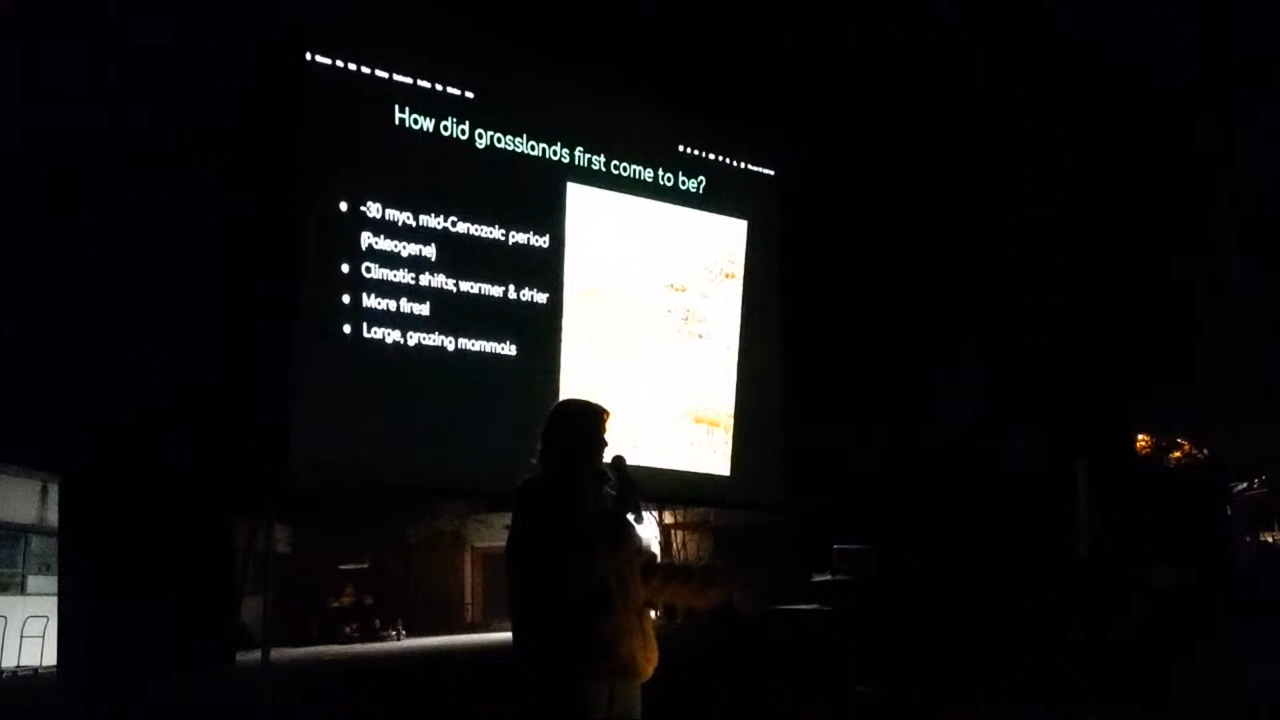 How did grasslands first come to be?
~30 mya, mid-Cenozoic period
(Paleogene)
Climatic shifts; warmer & drier
More fires!
Large, grazing mammals